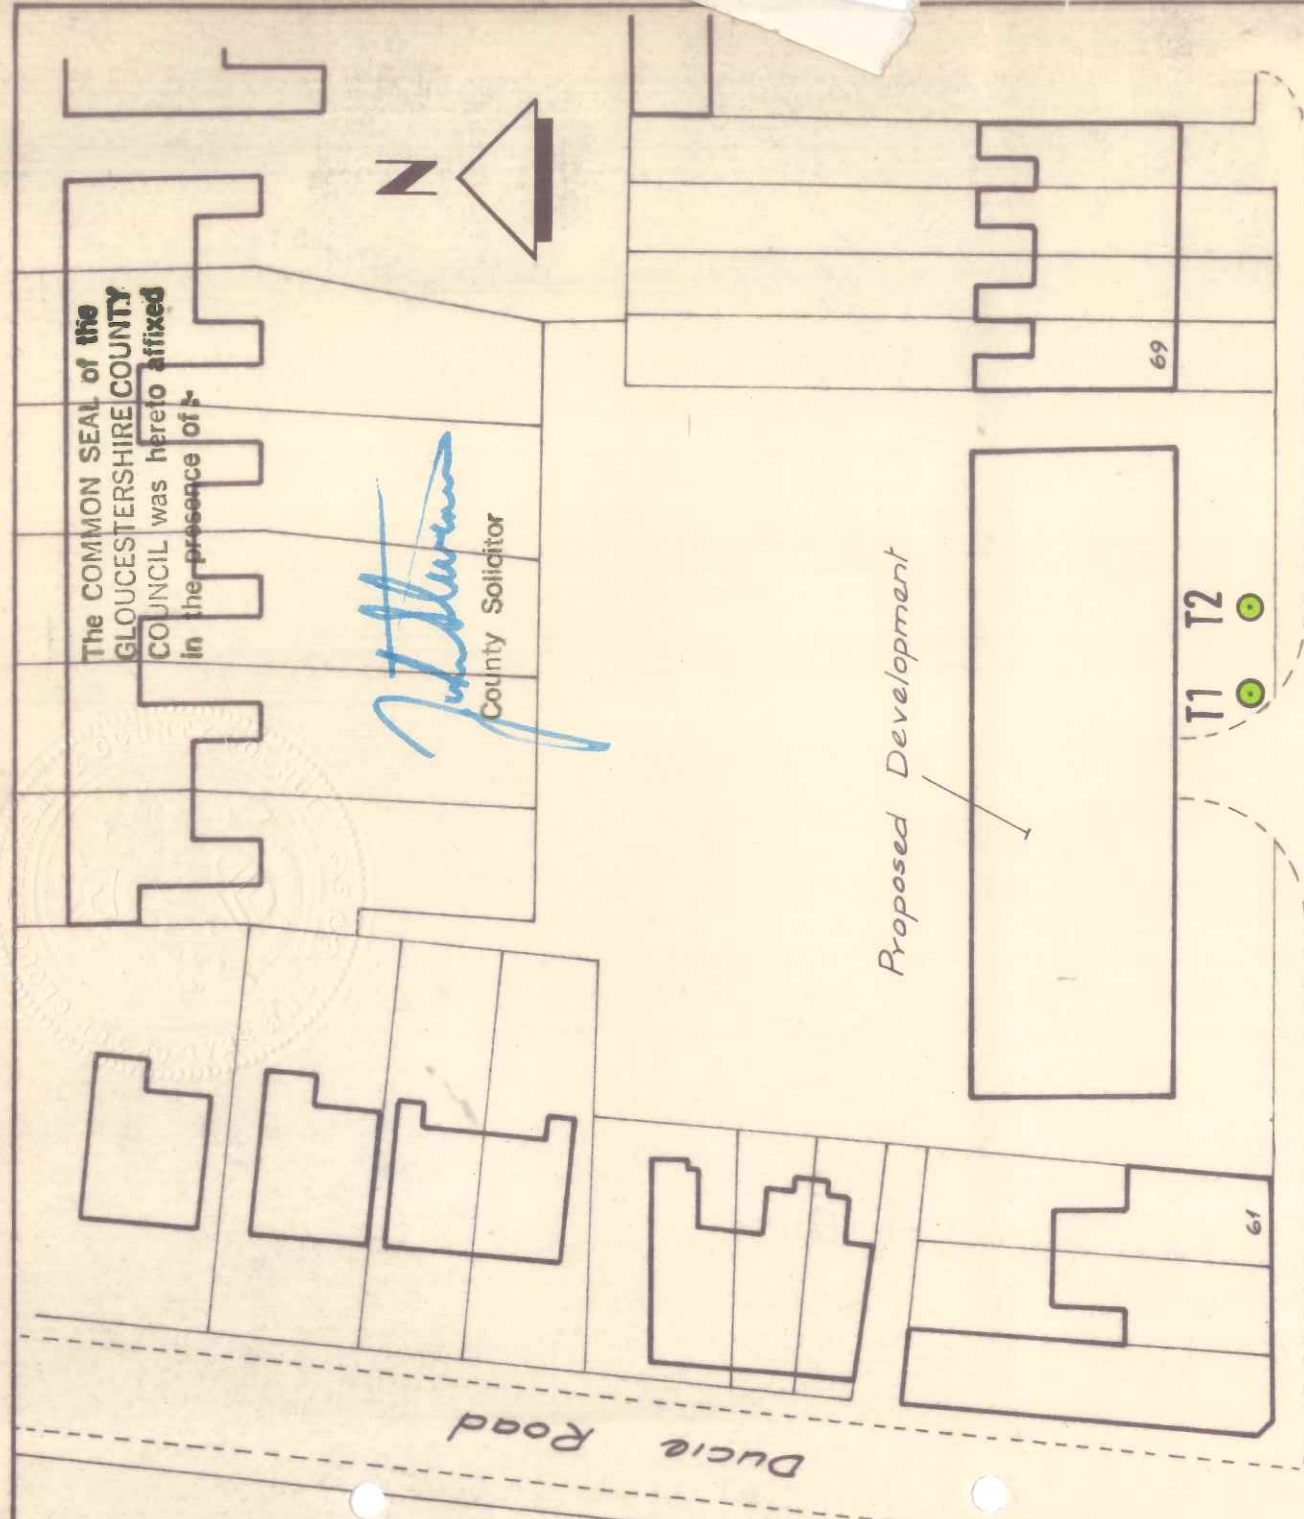 The COMMON SEAL of the
GLOUCESTERSHIRE COUNTY
COUNCIL was hereto affixed
in the presence of :-
County Solicitor
N
69
Proposed Development
T1 T2
61
Ducie Road